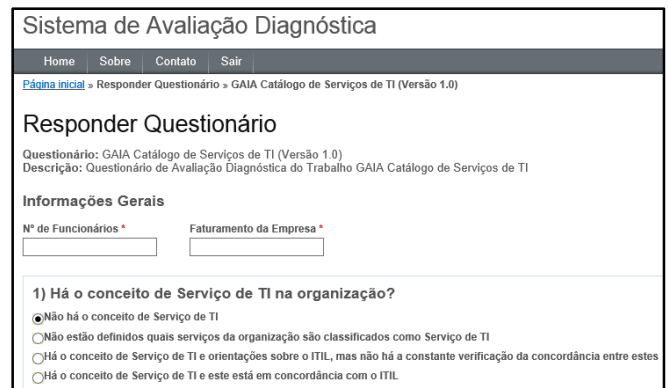 Sistema de Avaliação Diagnóstica
Home Sobre Contato Sair
Página inicial » Responder Questionário » GAIA Catálogo de Serviços de TI (Versão 1.0)
Responder Questionário
Questionário: GAIA Catálogo de Serviços de TI (Versão 1.0)
Descrição: Questionário de Avaliação Diagnóstica do Trabalho GAIA Catálogo de Serviços de TI
Informações Gerais
Nº de Funcionários * Faturamento da Empresa *
1) Há o conceito de Serviço de TI na organização?
Não há o conceito de Serviço de TI
Não estão definidos quais serviços da organização são classificados como Serviço de TI
Há o conceito de Serviço de TI e orientações sobre o ITIL, mas não há a constante verificação da concordância entre estes
Há o conceito de Serviço de TI e este está em concordância com o ITIL